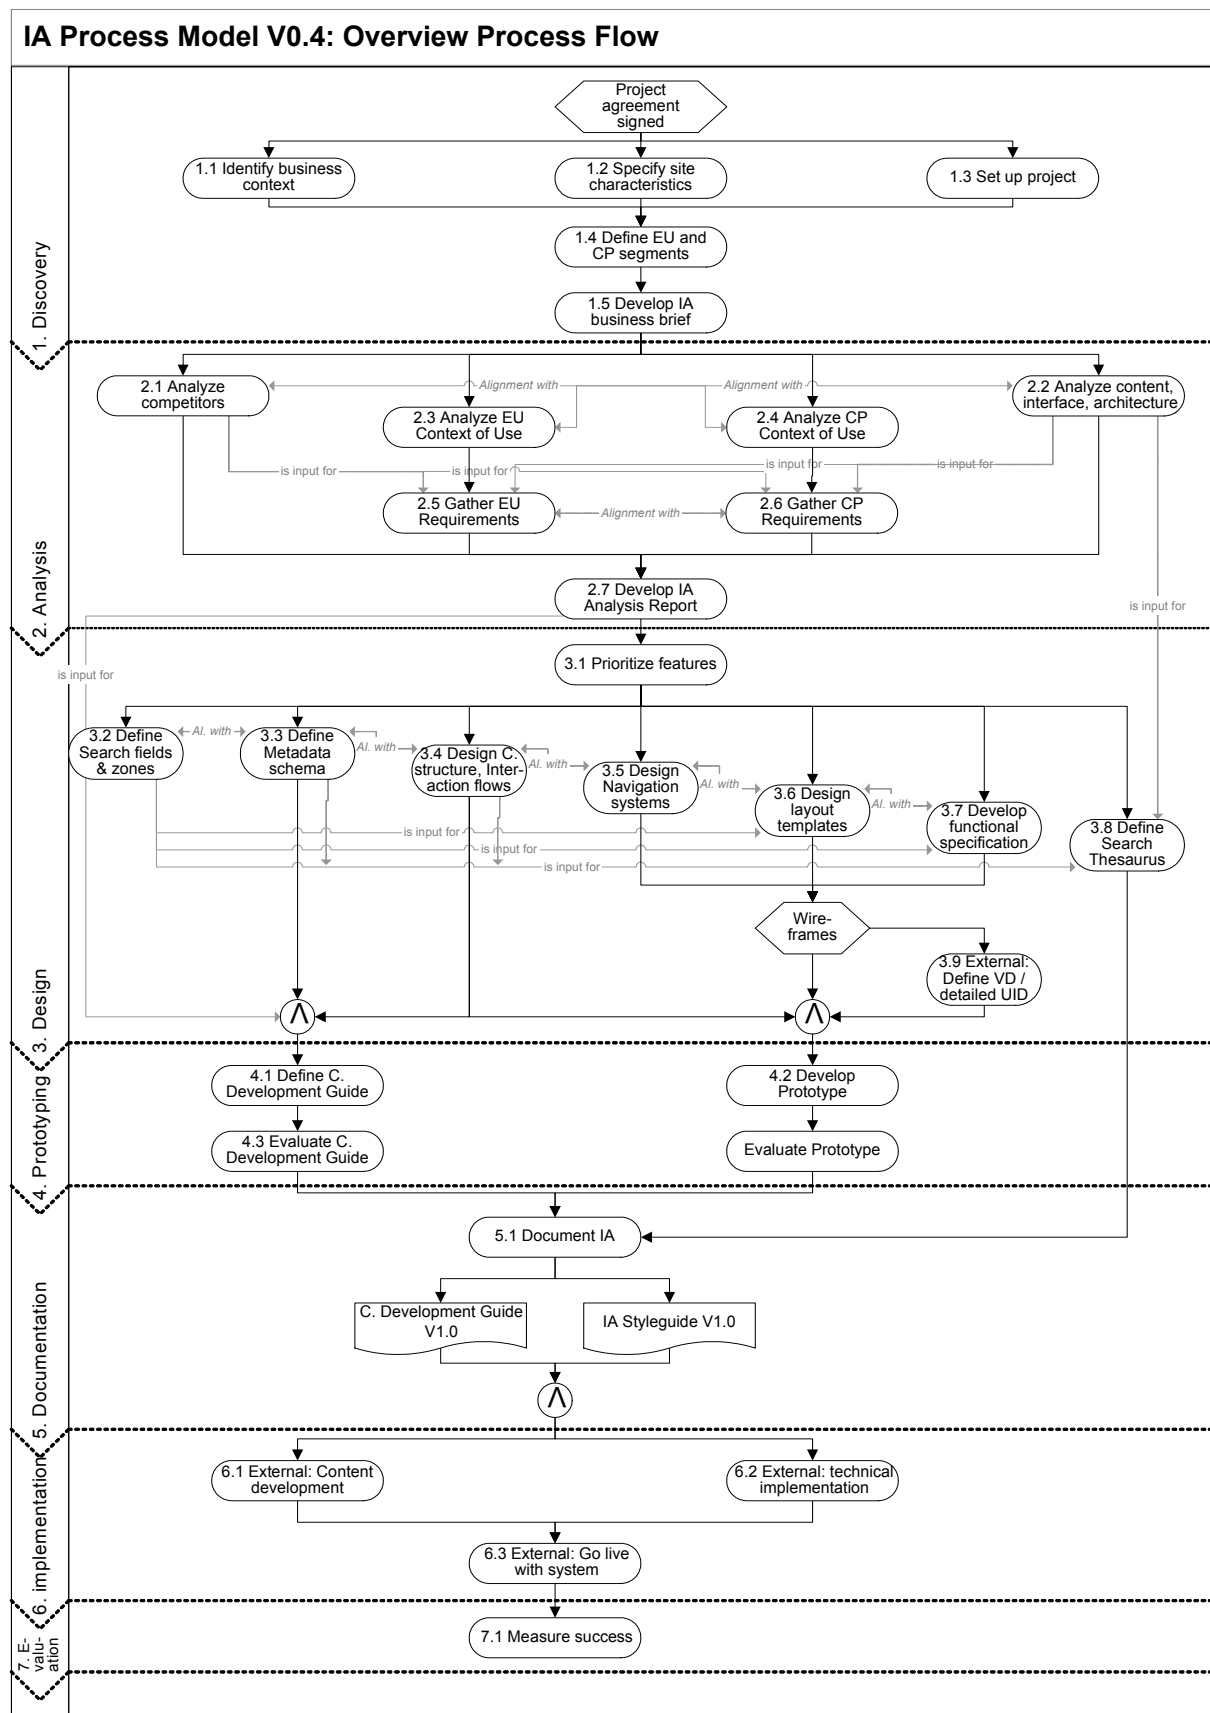 IA Process Model V0.4: Overview Process Flow
1. Discovery
Project
agreement
signed
1.1 Identify business
context
1.2 Specify site
characteristics
1.3 Set up project
1.4 Define EU and
CP segments
1.5 Develop IA
business brief
2. Analysis
2.1 Analyze
competitors
Alignment with
Alignment with
2.2 Analyze content,
interface, architecture
2.3 Analyze EU
Context of Use
2.4 Analyze CP
Context of Use
is input for
is input for
is input for
is input for
2.5 Gather EU
Requirements
Alignment with
2.6 Gather CP
Requirements
2.7 Develop IA
Analysis Report
is input for
3. Design
3.1 Prioritize features
is input for
3.2 Define
Search fields
& zones
Al. with
3.3 Define
Metadata
schema
Al. with
3.4 Design C.
structure, Inter-
action flows
Al. with
3.5 Design
Navigation
systems
Al. with
3.6 Design
layout
templates
Al. with
3.7 Develop
functional
specification
3.8 Define
Search
Thesaurus
is input for
is input for
is input for
Wire-
frames
3.9 External:
Define VD /
detailed UID
Λ
Λ
4. Prototyping
4.1 Define C.
Development Guide
4.2 Develop
Prototype
4.3 Evaluate C.
Development Guide
Evaluate Prototype
5. Documentation
5.1 Document IA
C. Development Guide
V1.0
IA Styleguide V1.0
Λ
6. implementation
6.1 External: Content
development
6.2 External: technical
implementation
6.3 External: Go live
with system
7. E-
valu-
ation
7.1 Measure success